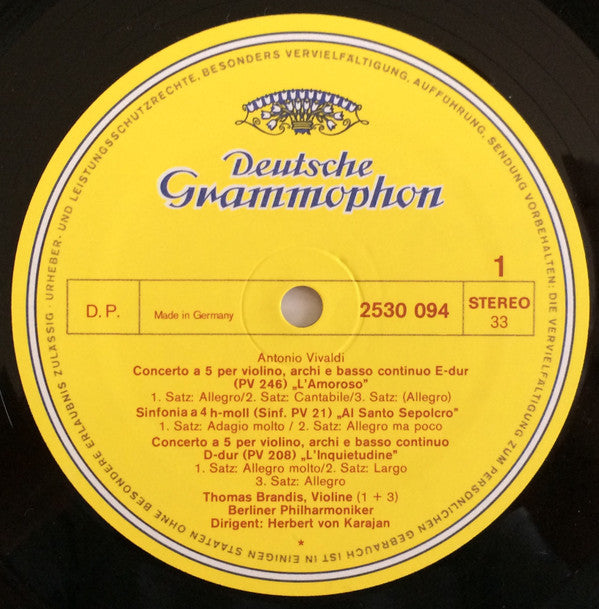 URHEBER- UND LEISTUNGSSCHUTZRECHTE, BESONDERS VERVIELFÄLTIGUNG, AUFFÜHRUNG, SENDUNG VORBEHALTEN; DIE VERVIELFÄLTIGUNG ZUM PERSÖNLICHEN GEBRAUCH IST IN EINIGEN STAATEN OHNE BESONDERE ERLAUBNIS ZULÄSSIG ·
Deutsche
Grammophon
1
D.P.
Made in Germany
2530 094
STEREO
33
Antonio Vivaldi
Concerto a 5 per violino, archi e basso continuo E-dur
(PV 246) „L'Amoroso”
1. Satz: Allegro/2. Satz: Cantabile/3. Satz: (Allegro)
Sinfonia a 4 h-moll (Sinf. PV 21) „Al Santo Sepolcro”
1. Satz: Adagio molto / 2. Satz: Allegro ma poco
Concerto a 5 per violino, archi e basso continuo
D-dur (PV 208) „L'Inquietudine”
1. Satz: Allegro molto/2. Satz: Largo
3. Satz: Allegro
Thomas Brandis, Violine (1 + 3)
Berliner Philharmoniker
Dirigent: Herbert von Karajan
*